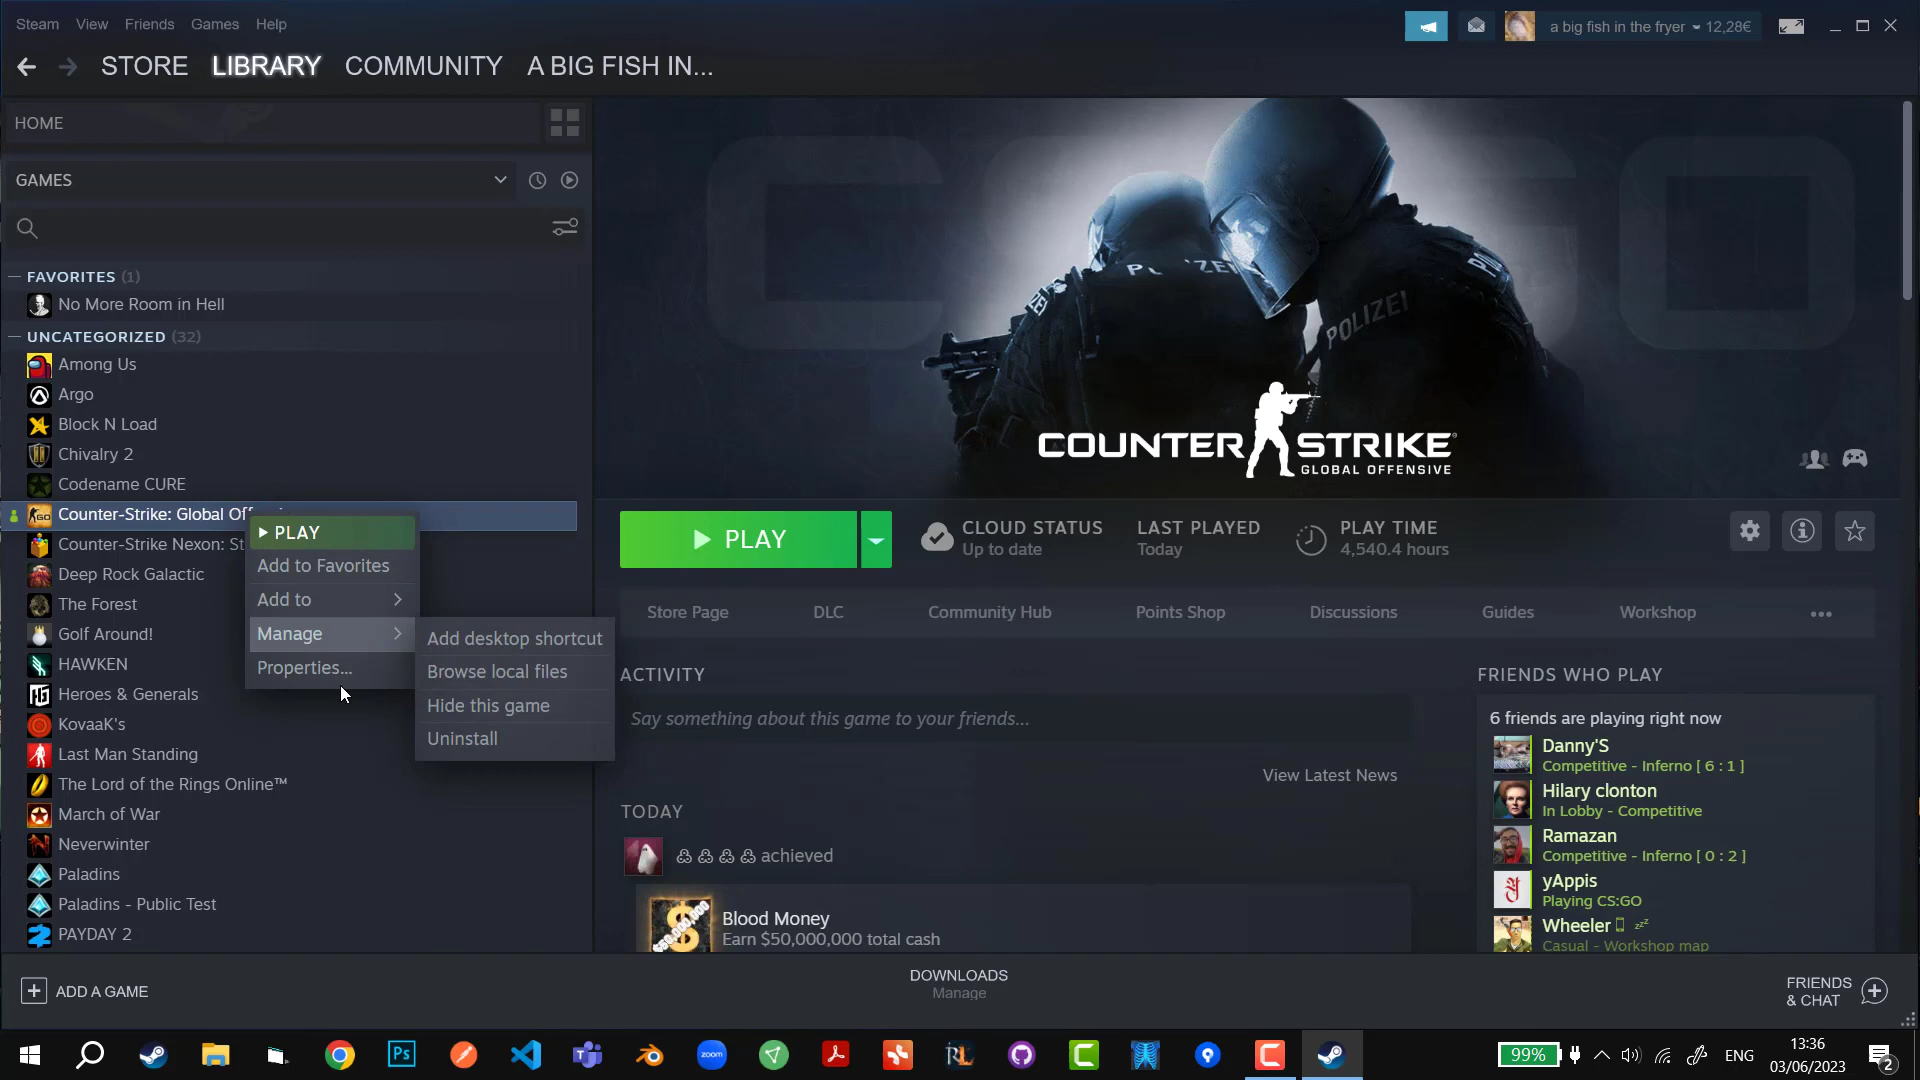 Steam View Friends Games Help
a big fish in the fryer 12,28€
STORE LIBRARY COMMUNITY A BIG FISH IN...
HOME
GAMES
FAVORITES (1)
No More Room in Hell
UNCATEGORIZED (32)
Among Us
Argo
Block N Load
Chivalry 2
Codename CURE
Counter-Strike: Global
Counter-Strike Nexon:
Deep Rock Galactic
The Forest
Golf Around!
HAWKEN
Heroes & Generals
KovaaK's
Last Man Standing
The Lord of the Rings Online™
March of War
Neverwinter
Paladins
Paladins - Public Test
PAYDAY 2
PLAY
Add to Favorites
Add to
Manage
Properties...
Add desktop shortcut
Browse local files
Hide this game
Uninstall
CS GO
POLIZEI
COUNTER STRIKE
GLOBAL OFFENSIVE
PLAY
CLOUD STATUS
Up to date
LAST PLAYED
Today
PLAY TIME
4,540.4 hours
Store Page DLC Community Hub Points Shop Discussions Guides Workshop
ACTIVITY
Say something about this game to your friends...
View Latest News
TODAY
achieved
$50,000,000
Blood Money
Earn $50,000,000 total cash
FRIENDS WHO PLAY
6 friends are playing right now
Danny'S
Competitive - Inferno [ 6 : 1 ]
Hilary clonton
In Lobby - Competitive
Ramazan
Competitive - Inferno [ 0 : 2 ]
yAppis
Playing CS:GO
Wheeler
Casual - Workshop map
ADD A GAME
DOWNLOADS
Manage
FRIENDS
& CHAT
Ps
zoom
RL
99%
ENG
13:36
03/06/2023
2